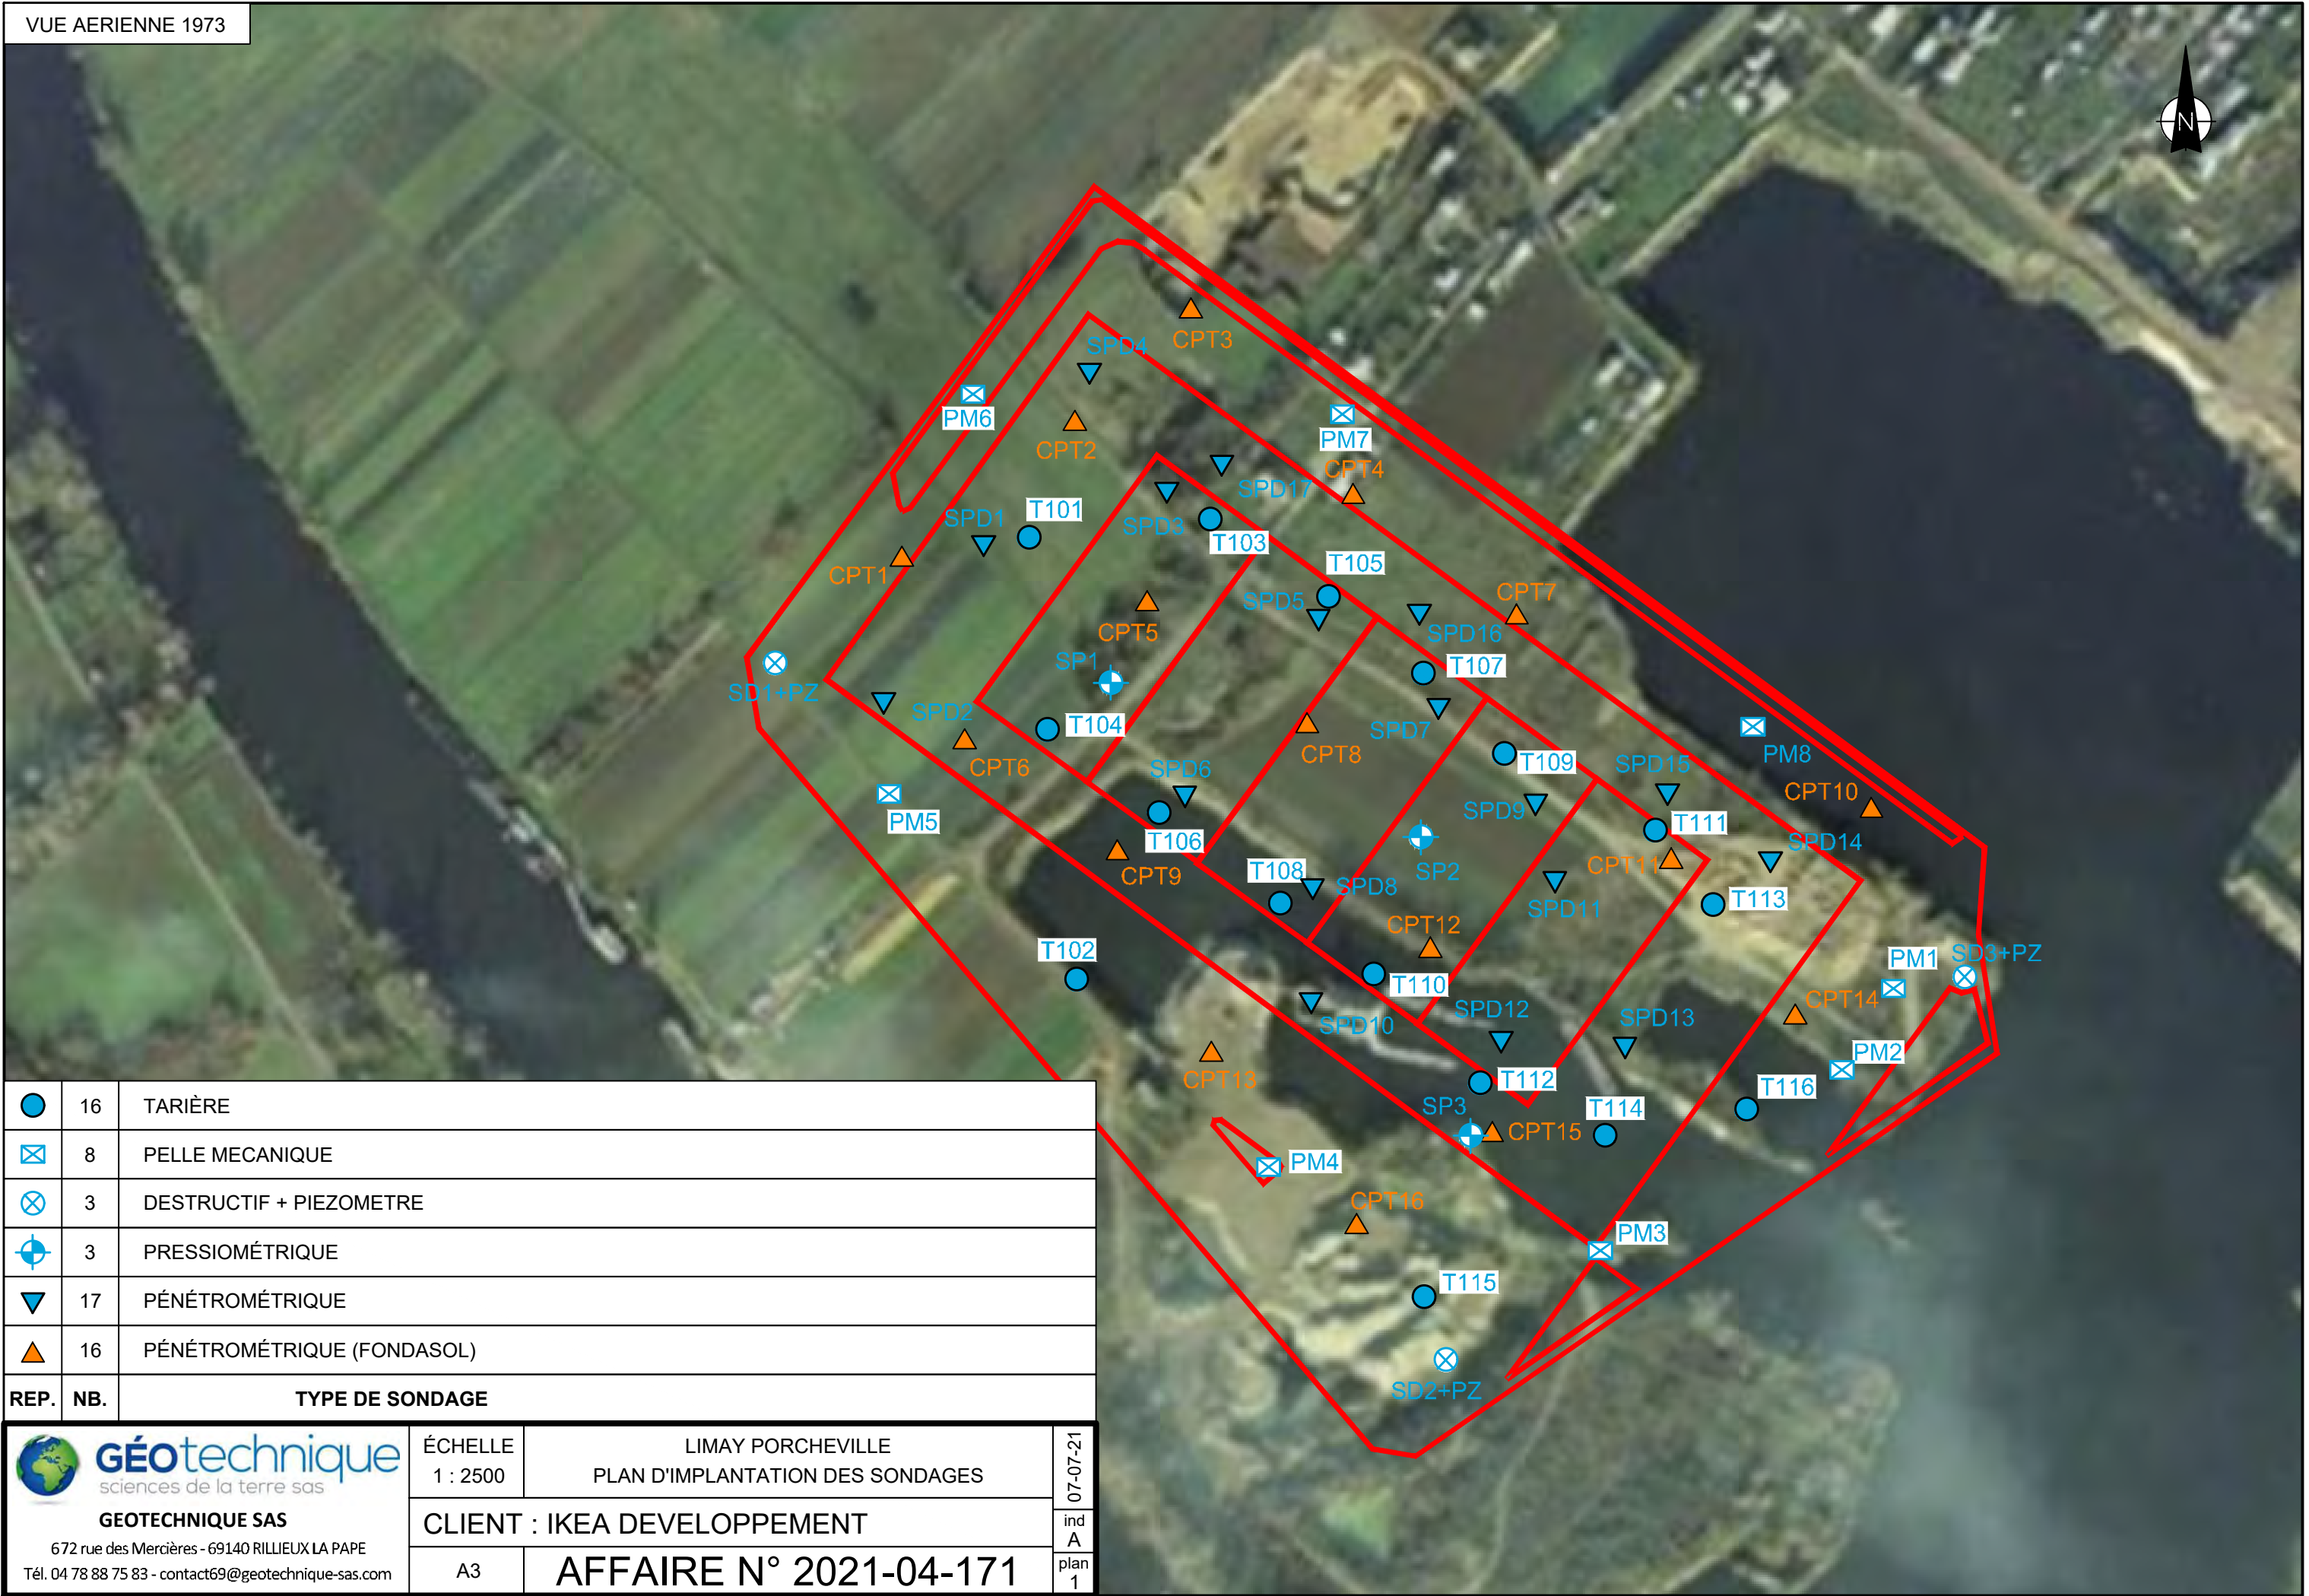 VUE AERIENNE 1973
N
CPT3
SPD4
PM6
CPT2
PM7
CPT4
SPD17
SPD3
T101
SPD1
T103
CPT1
T105
CPT7
SPD5
CPT5
SPD16
SP1
T107
SD1+PZ
SPD2
T104
SPD7
CPT8
PM8
CPT6
SPD6
T109
SPD15
CPT10
SPD9
PM5
T111
T106
SPD14
CPT11
CPT9
T108
SP2
SPD8
T113
SPD11
CPT12
T102
PM1
SD3+PZ
T110
CPT14
SPD12
SPD13
SPD10
PM2
CPT13
T112
T116
SP3
T114
CPT15
PM4
CPT16
PM3
T115
SD2+PZ
16 TARIÈRE
8 PELLE MECANIQUE
3 DESTRUCTIF + PIEZOMETRE
3 PRESSIOMÉTRIQUE
17 PÉNÉTROMÉTRIQUE
16 PÉNÉTROMÉTRIQUE (FONDASOL)
REP. NB. TYPE DE SONDAGE
GÉOtechnique
sciences de la terre sas
GEOTECHNIQUE SAS
672 rue des Mercières - 69140 RILLIEUX LA PAPE
Tél. 04 78 88 75 83 - contact69@geotechnique-sas.com
ÉCHELLE
1 : 2500
LIMAY PORCHEVILLE
PLAN D'IMPLANTATION DES SONDAGES
07-07-21
CLIENT : IKEA DEVELOPPEMENT
ind
A
A3
AFFAIRE N° 2021-04-171
plan
1